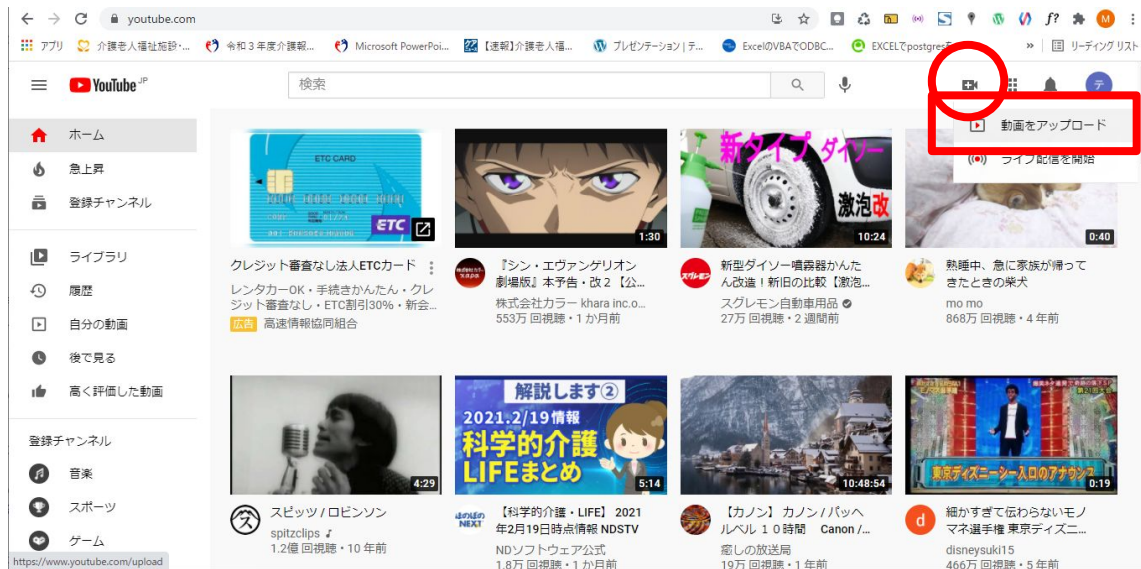 youtube.com
アプリ
介護老人福祉施設・...
令和３年度介護報...
Microsoft PowerPoi...
【速報】介護老人福...
プレゼンテーション | テ...
ExcelのVBAでODBC...
EXCELでpostgres
»
リーディング リスト
YouTube JP
検索
テ
ホーム
急上昇
登録チャンネル
ライブラリ
履歴
自分の動画
後で見る
高く評価した動画
登録チャンネル
音楽
スポーツ
ゲーム
https://www.youtube.com/upload
動画をアップロード
ライブ配信を開始
ETC CARD
ETC
クレジット審査なし法人ETCカード
レンタカーOK・手続きかんたん・クレ
ジット審査なし・ETC割引30%・新会...
広告 高速情報協同組合
1:30
『シン・エヴァンゲリオン
劇場版』本予告・改２【公...
株式会社カラー khara inc.o...
553万 回視聴・1 か月前
新タイプ ダイソー
激泡改
10:24
新型ダイソー噴霧器かんた
ん改造！新旧の比較【激泡...
スグレモン自動車用品
27万 回視聴・2 週間前
0:40
熟睡中、急に家族が帰って
きたときの柴犬
mo mo
868万 回視聴・4 年前
4:29
スピッツ / ロビンソン
spitzclips
1.2億 回視聴・10 年前
解説します②
2021.2/19情報
科学的介護
LIFEまとめ
5:14
ほのぼの
NEXT
【科学的介護・LIFE】 2021
年2月19日時点情報 NDSTV
NDソフトウェア公式
1.8万 回視聴・1 か月前
10:48:54
【カノン】 カノン / パッヘ
ルベル １０時間 Canon /...
癒しの放送局
19万 回視聴・1 年前
東京ディズニーシー入口のアナウンス
0:19
d
細かすぎて伝わらないモノ
マネ選手権 東京ディズニ...
disneysuki15
466万 回視聴・5 年前